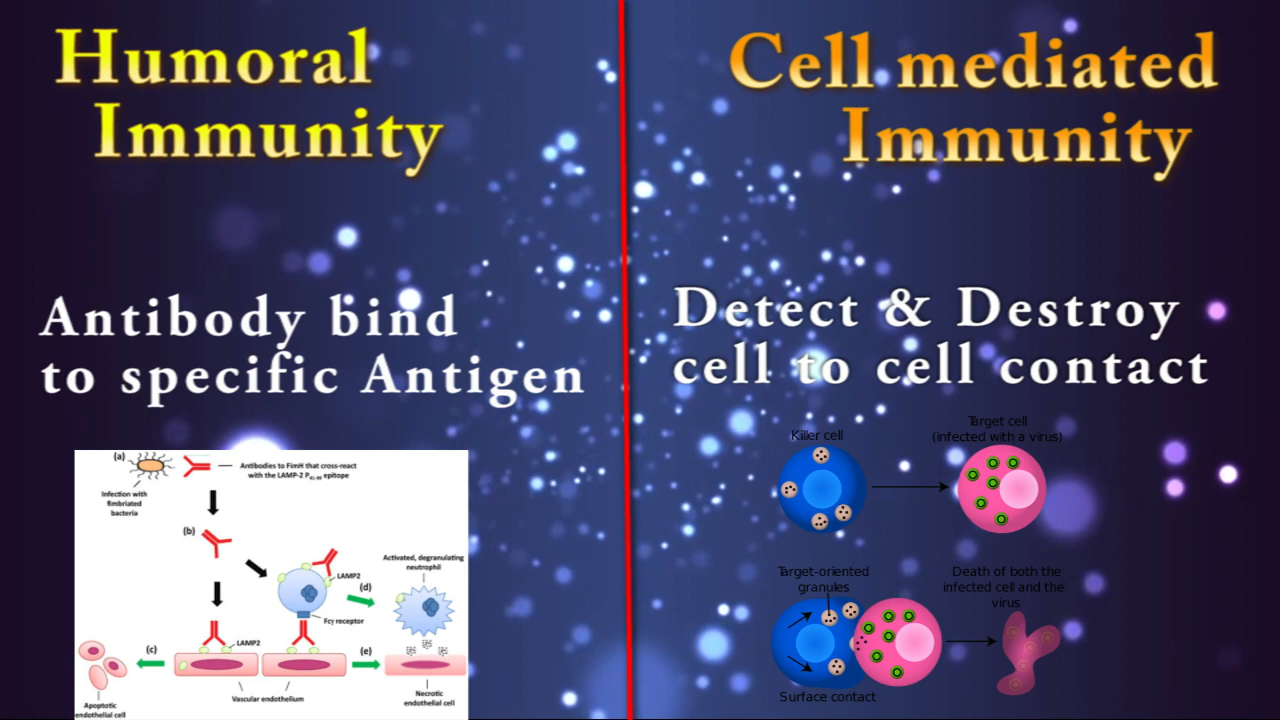 Humoral
Immunity
Antibody bind
to specific Antigen
(a)
Antibodies to FimH that cross-react
with the LAMP-2 P41-49 epitope
Infection with
fimbriated
bacteria
(b)
LAMP2
Activated, degranulating
neutrophil
(d)
Fcγ receptor
LAMP2
(c)
(e)
Vascular endothelium
Apoptotic
endothelial cell
Necrotic
endothelial cell
Cell mediated
Immunity
Detect & Destroy
cell to cell contact
Killer cell
Target cell
(infected with a virus)
Target-oriented
granules
Death of both the
infected cell and the
virus
Surface contact